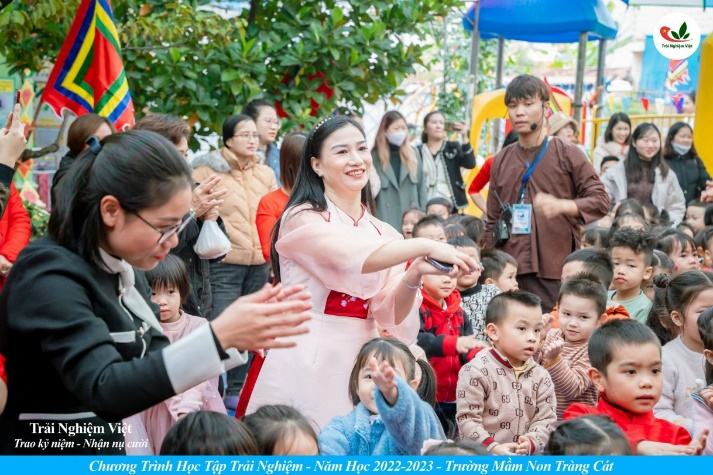 Trải Nghiệm Việt
Trải Nghiệm Việt
Trao kỷ niệm - Nhận nụ cười
Chương Trình Học Tập Trải Nghiệm - Năm Học 2022-2023 - Trường Mầm Non Tràng Cát